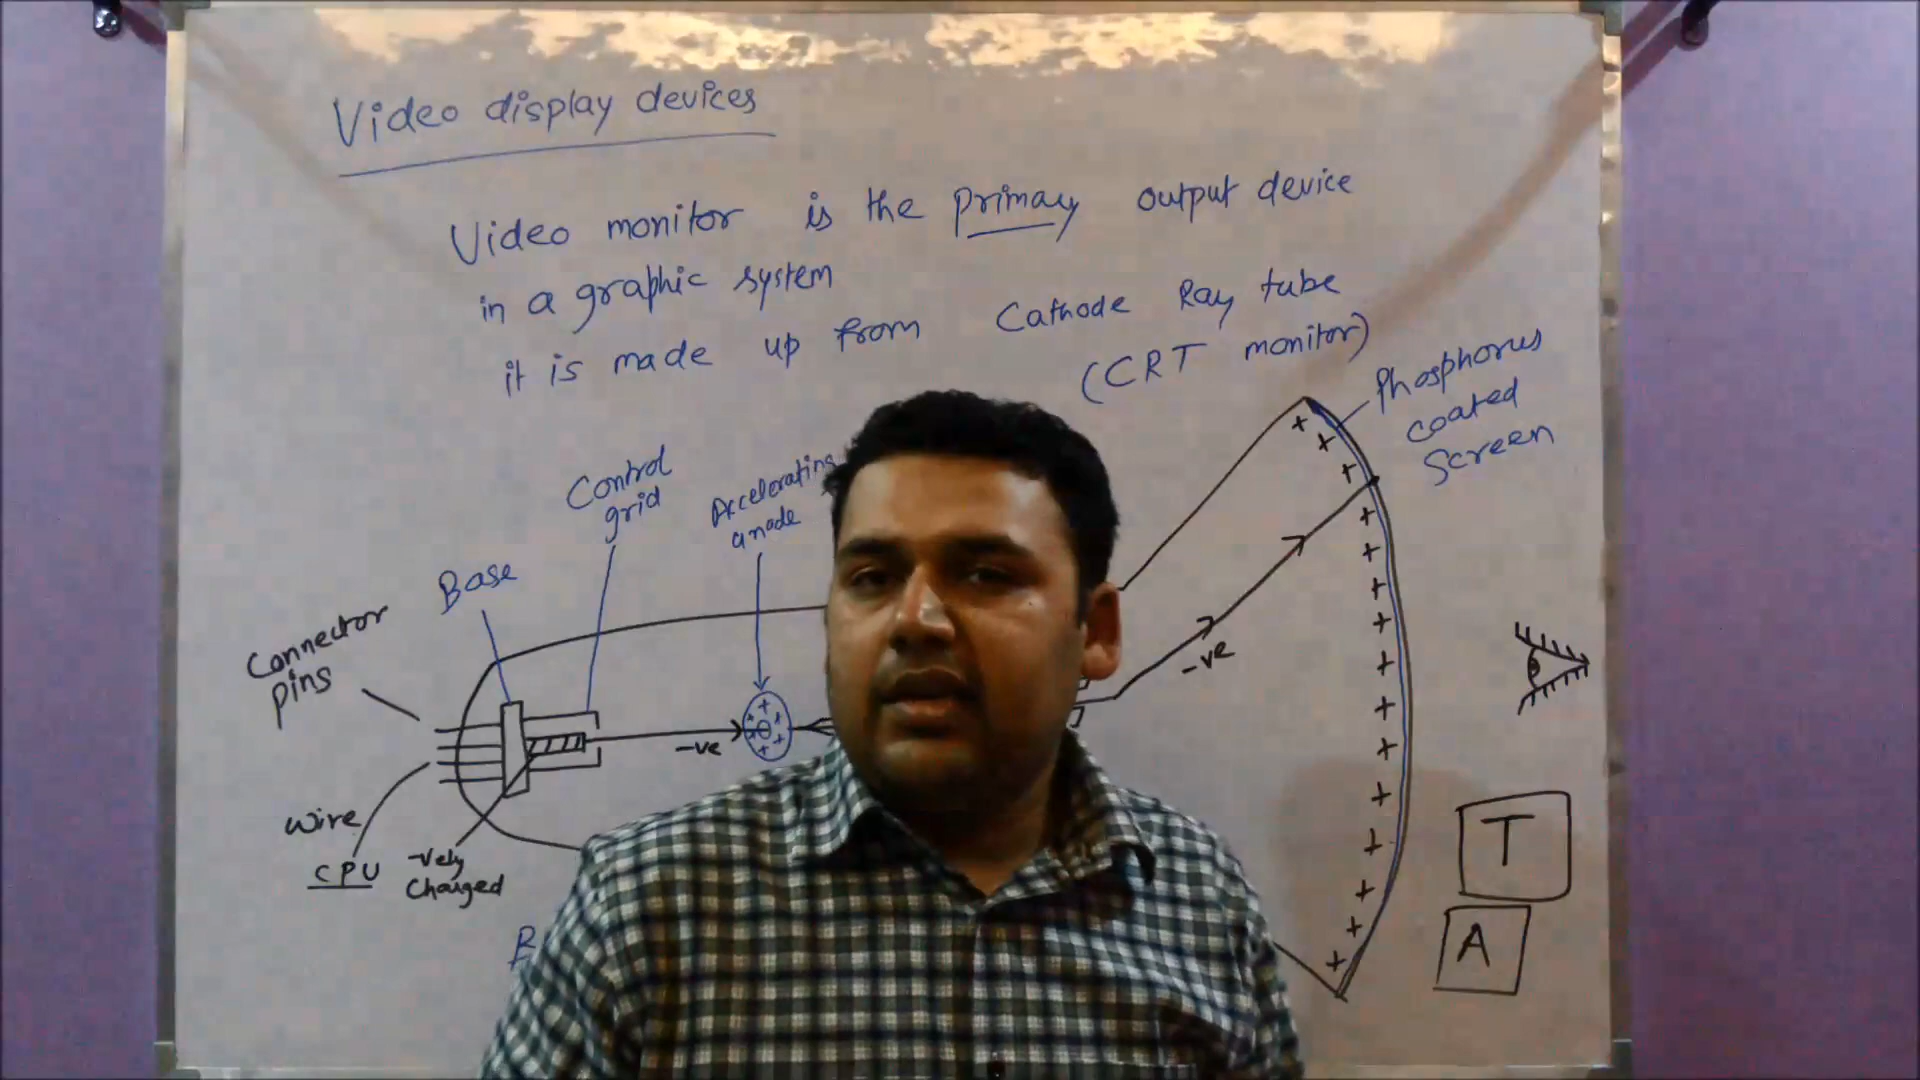 Video display devices
Video monitor is the primary output device
in a graphic system
it is made up from Cathode Ray tube
(CRT monitor)
Phosphorus
coated
Screen
Control
grid
Accelerating
anode
Base
Connector
pins
-ve
-ve
wire
CPU
-vely
Charged
T
A